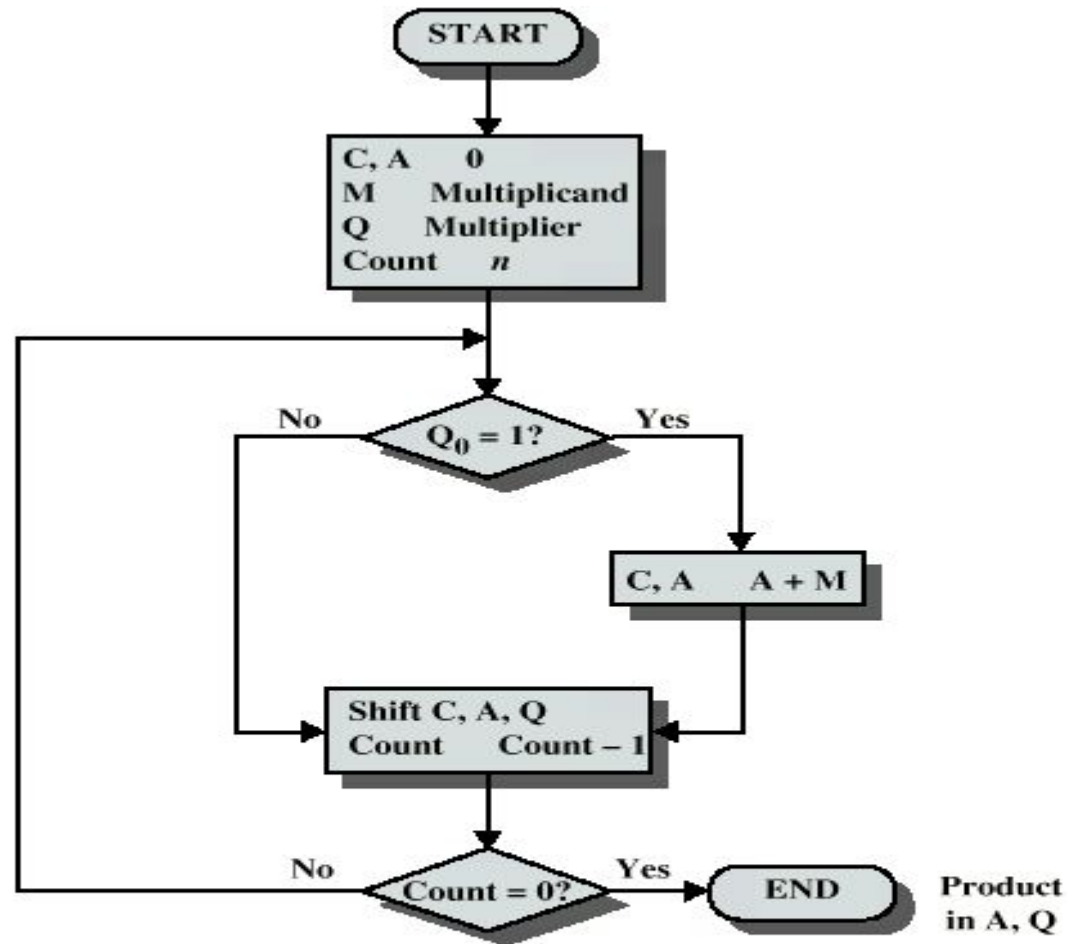 START
C, A 0
M Multiplicand
Q Multiplier
Count n
No
Q0 = 1?
Yes
C, A A + M
Shift C, A, Q
Count Count – 1
No
Count = 0?
Yes
END
Product
in A, Q